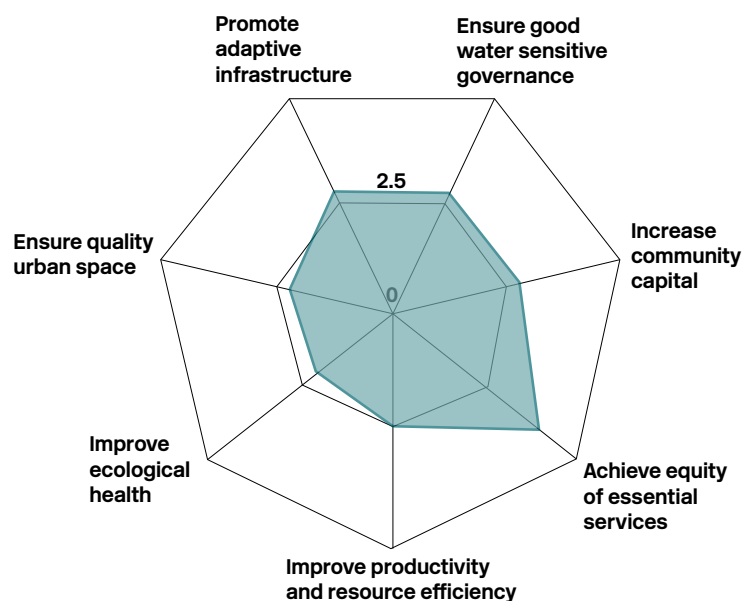 Promote
adaptive
infrastructure
Ensure good
water sensitive
governance
2.5
Ensure quality
urban space
Increase
community
capital
0
Improve
ecological
health
Achieve equity
of essential
services
Improve productivity
and resource efficiency